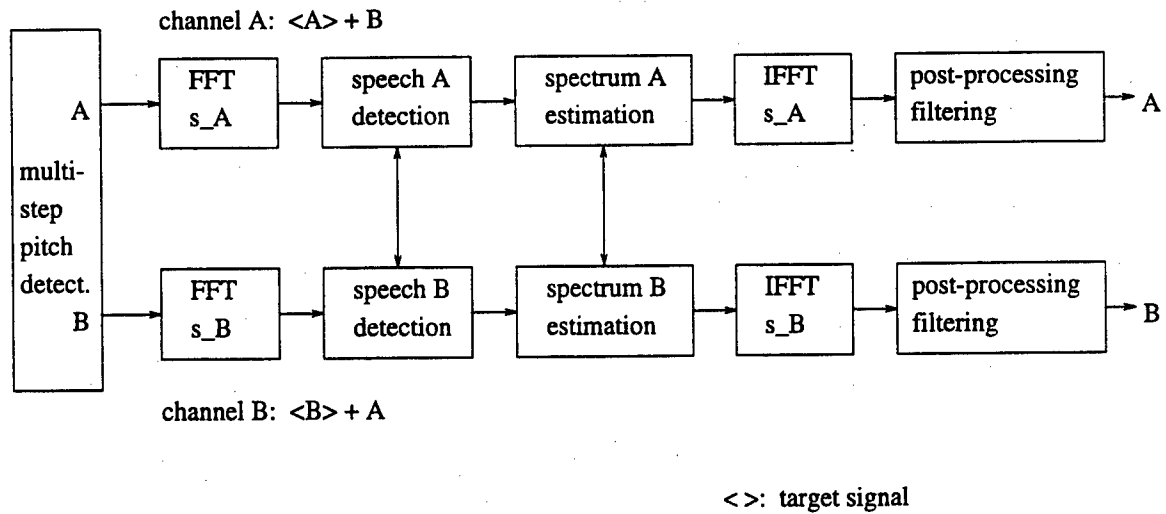 channel A: <A> + B
A
multi-
step
pitch
detect.
B
FFT
s_A
speech A
detection
spectrum A
estimation
IFFT
s_A
post-processing
filtering
A
FFT
s_B
speech B
detection
spectrum B
estimation
IFFT
s_B
post-processing
filtering
B
channel B: <B> + A
< >: target signal